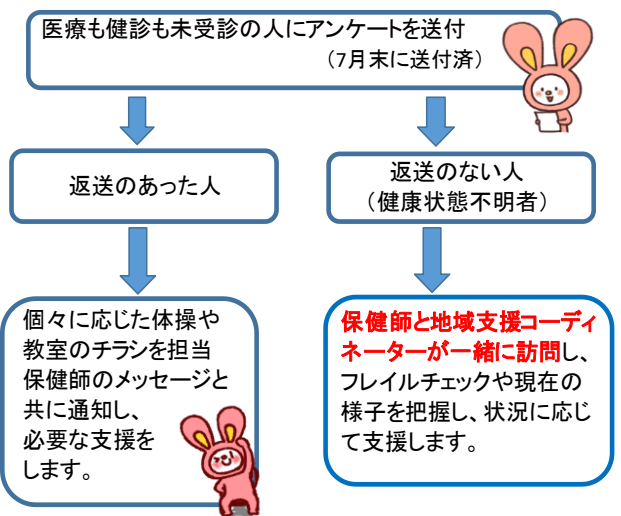 医療も健診も未受診の人にアンケートを送付
（7月末に送付済）
返送のあった人
返送のない人
（健康状態不明者）
個々に応じた体操や
教室のチラシを担当
保健師のメッセージと
共に通知し、
必要な支援を
します。
保健師と地域支援コーディ
ネーターが一緒に訪問し、
フレイルチェックや現在の
様子を把握し、状況に応じ
て支援します。